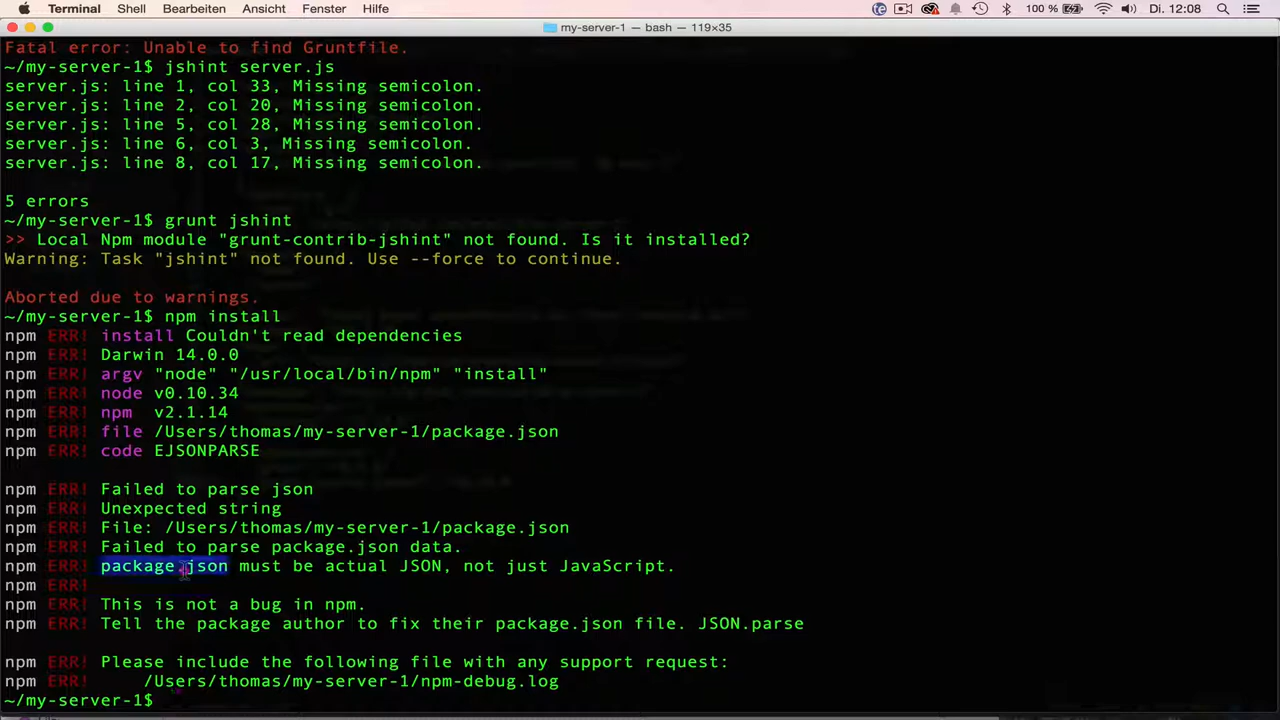 Terminal Shell Bearbeiten Ansicht Fenster Hilfe 100 % Di. 12:08
my-server-1 — bash — 119×35
Fatal error: Unable to find Gruntfile.
~/my-server-1$ jshint server.js
server.js: line 1, col 33, Missing semicolon.
server.js: line 2, col 20, Missing semicolon.
server.js: line 5, col 28, Missing semicolon.
server.js: line 6, col 3, Missing semicolon.
server.js: line 8, col 17, Missing semicolon.
5 errors
~/my-server-1$ grunt jshint
>> Local Npm module "grunt-contrib-jshint" not found. Is it installed?
Warning: Task "jshint" not found. Use --force to continue.
Aborted due to warnings.
~/my-server-1$ npm install
npm ERR! install Couldn't read dependencies
npm ERR! Darwin 14.0.0
npm ERR! argv "node" "/usr/local/bin/npm" "install"
npm ERR! node v0.10.34
npm ERR! npm  v2.1.14
npm ERR! file /Users/thomas/my-server-1/package.json
npm ERR! code EJSONPARSE
npm ERR! Failed to parse json
npm ERR! Unexpected string
npm ERR! File: /Users/thomas/my-server-1/package.json
npm ERR! Failed to parse package.json data.
npm ERR! package.json must be actual JSON, not just JavaScript.
npm ERR!
npm ERR! This is not a bug in npm.
npm ERR! Tell the package author to fix their package.json file. JSON.parse
npm ERR! Please include the following file with any support request:
npm ERR!     /Users/thomas/my-server-1/npm-debug.log
~/my-server-1$